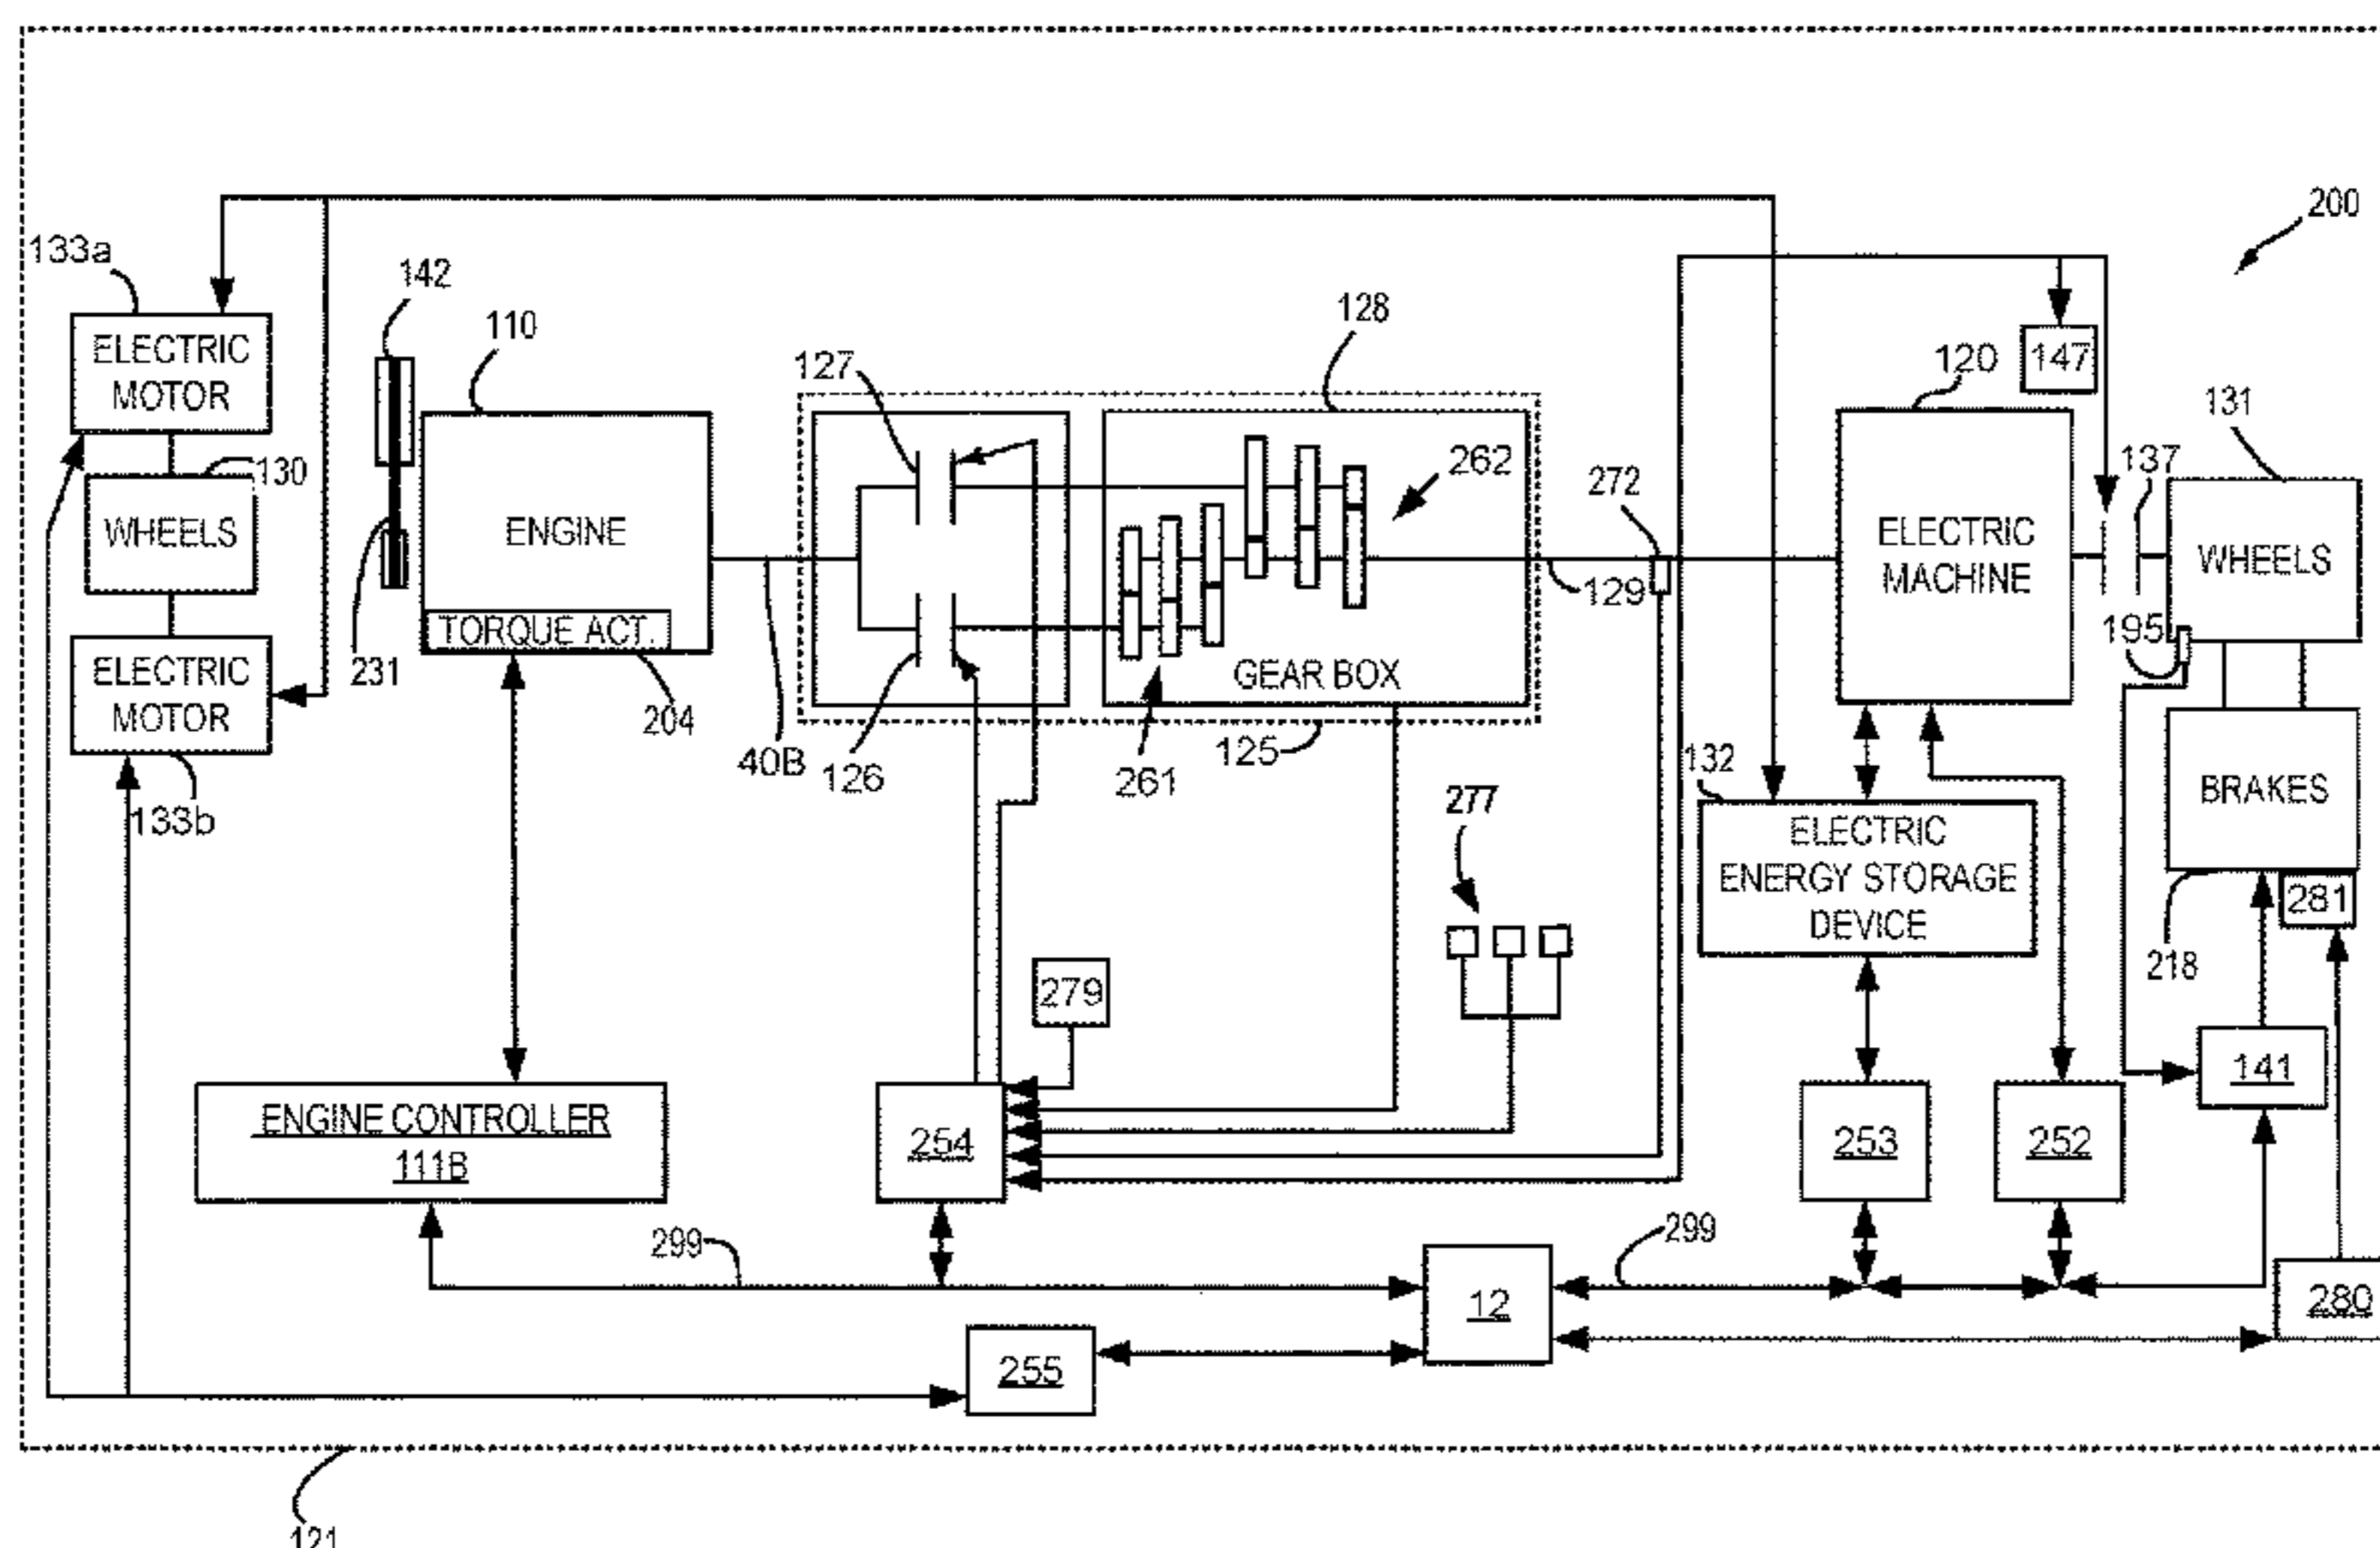 200
133a
142
110
128
127
120
147
ELECTRIC
MOTOR
131
130
262
137
272
WHEELS
ENGINE
ELECTRIC
MACHINE
WHEELS
129
TORQUE ACT.
195
231
ELECTRIC
MOTOR
GEAR BOX
204
125
132
40B
126
261
BRAKES
277
133b
ELECTRIC
ENERGY STORAGE
DEVICE
281
218
279
141
ENGINE CONTROLLER
111B
254
253
252
299
299
12
280
255
121